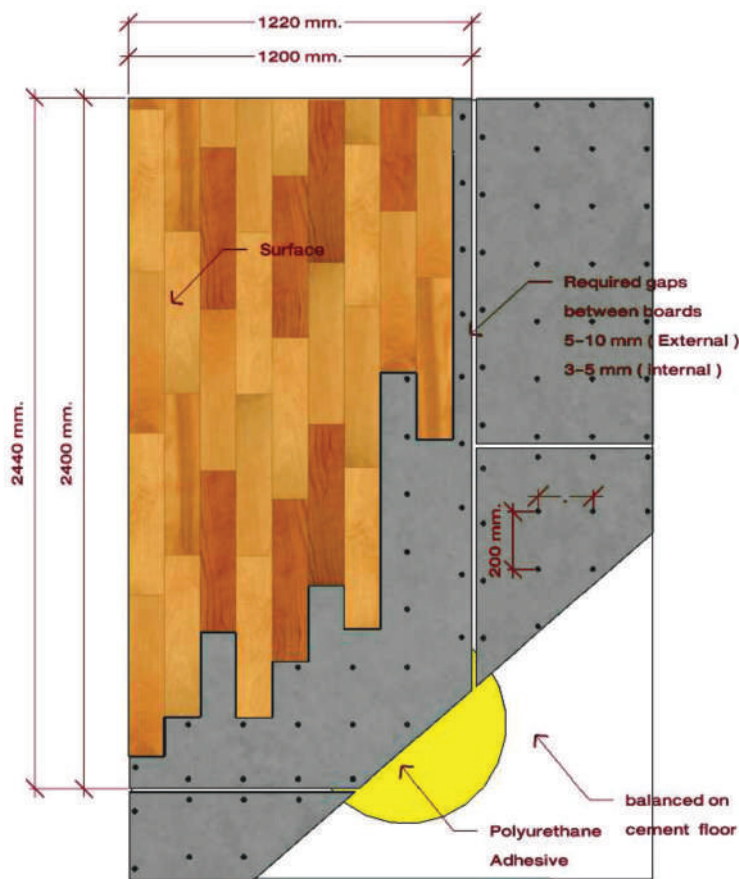 1220 mm.
1200 mm.
Surface
Required gaps
between boards
5-10 mm ( External )
3-5 mm ( internal )
2440 mm.
2400 mm.
200 mm.
balanced on
cement floor
Polyurethane
Adhesive